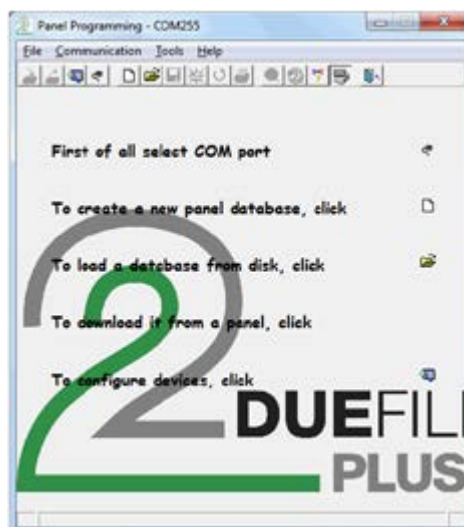 Panel Programming - COM255
File Communication Tools Help
First of all select COM port
To create a new panel database, click
To load a database from disk, click
To download it from a panel, click
To configure devices, click
2
DUEFIL
PLUS